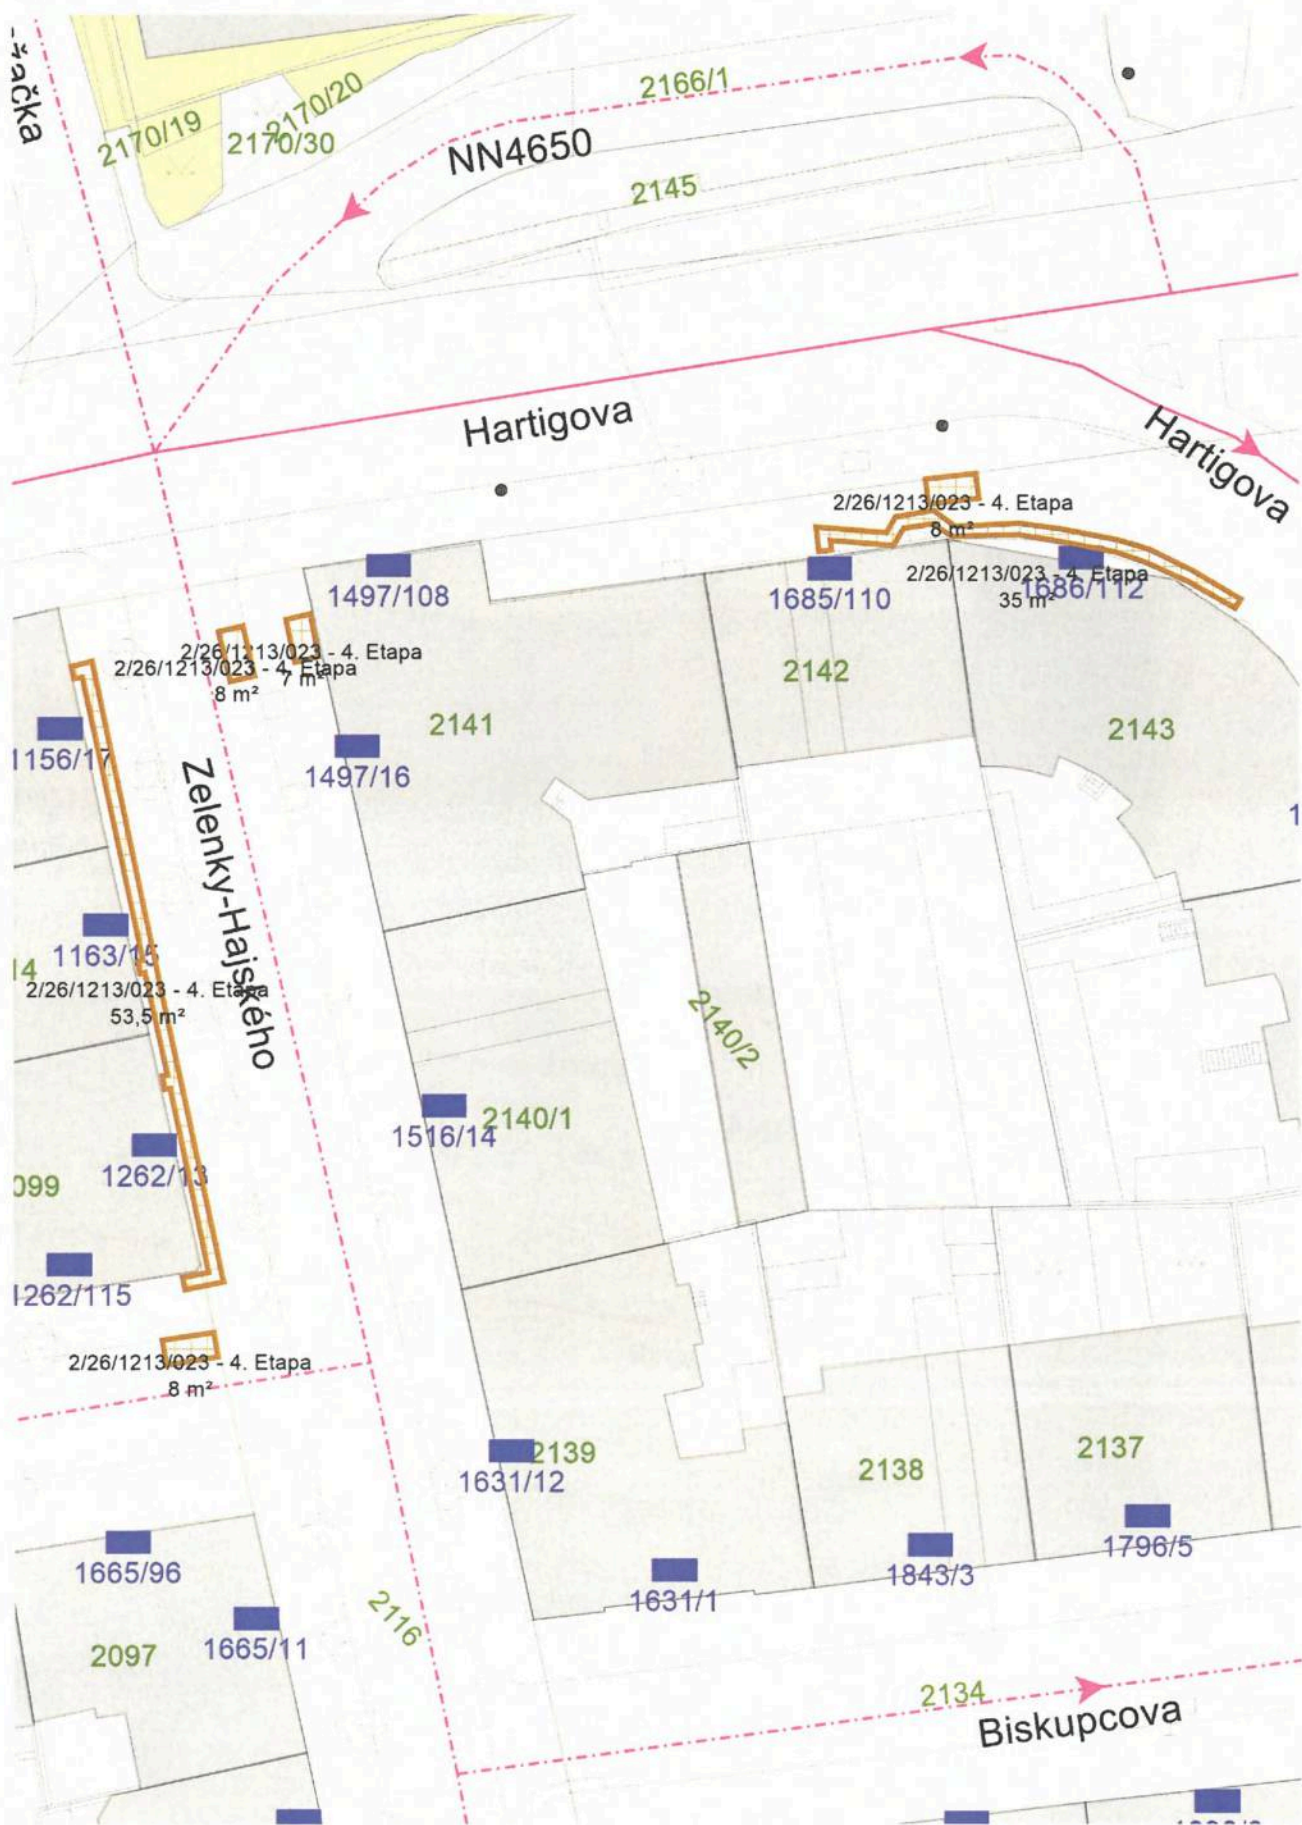 2170/19
2170/20
2170/30
2166/1
NN4650
2145
Hartigova
Hartigova
2/26/1213/023 - 4. Etapa
8 m²
2/26/1213/023 - 4. Etapa
35 m²
1497/108
1685/110
1686/112
2/26/1213/023 - 4. Etapa
7 m²
2/26/1213/023 - 4. Etapa
8 m²
2142
2141
2143
1156/17
1497/16
Zelenky-Hajského
1163/15
2/26/1213/023 - 4. Etapa
53,5 m²
2140/2
1516/14
2140/1
1262/13
099
1262/115
2/26/1213/023 - 4. Etapa
8 m²
2139
1631/12
2138
2137
1665/96
1843/3
1796/5
1631/1
2116
1665/11
2097
2134
Biskupcova